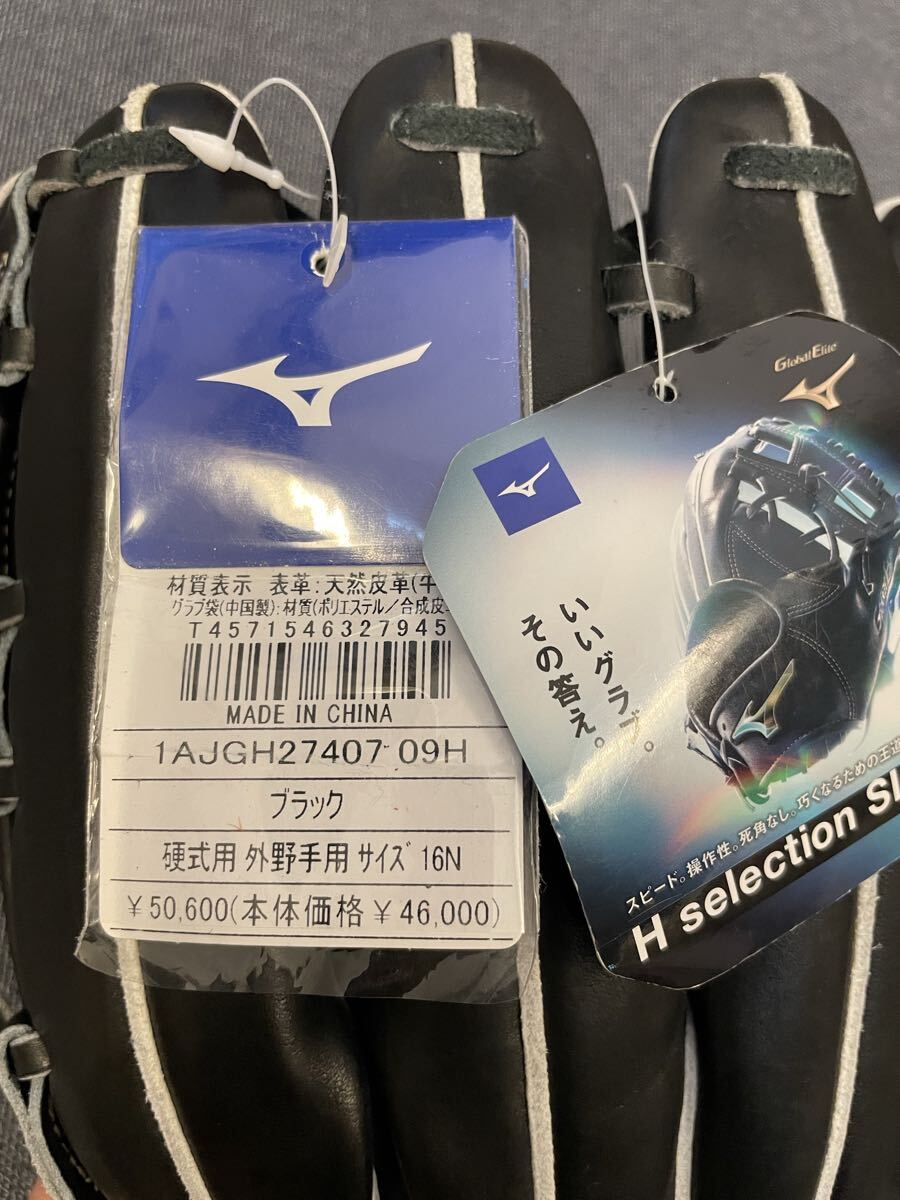 材質表示 表革:天然皮革(牛
グラブ袋(中国製):材質(ポリエステル/合成皮
T4571546327945
MADE IN CHINA
1AJGH27407 09H
ブラック
硬式用 外野手用 サイズ 16N
¥50,600(本体価格¥46,000)
GlobalElite
いいグラブ。
その答え。
スピード。操作性。死角なし。巧くなるための王道
H selection S